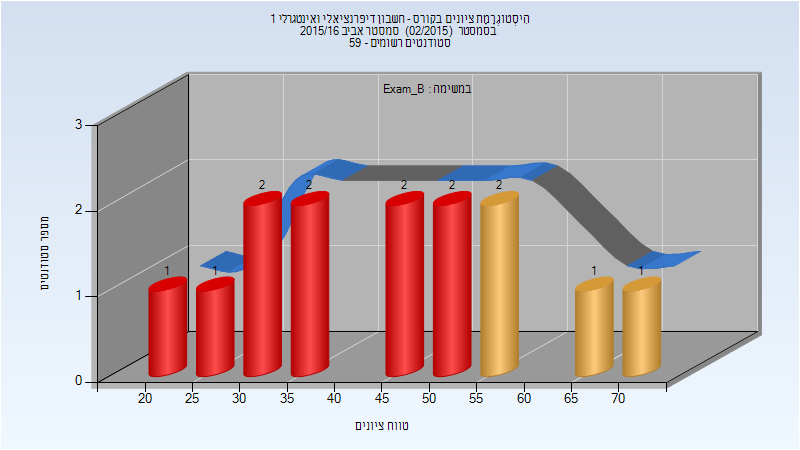 היסטוגרמת ציונים בקורס - חשבון דיפרנציאלי ואינטגרלי 1
בסמסטר (02/2015) סמסטר אביב 2015/16
סטודנטים רשומים - 59
במשימה : Exam_B
מספר סטודנטים
3
2
1
0
1
1
2
2
2
2
2
1
1
20 25 30 35 40 45 50 55 60 65 70
טווח ציונים